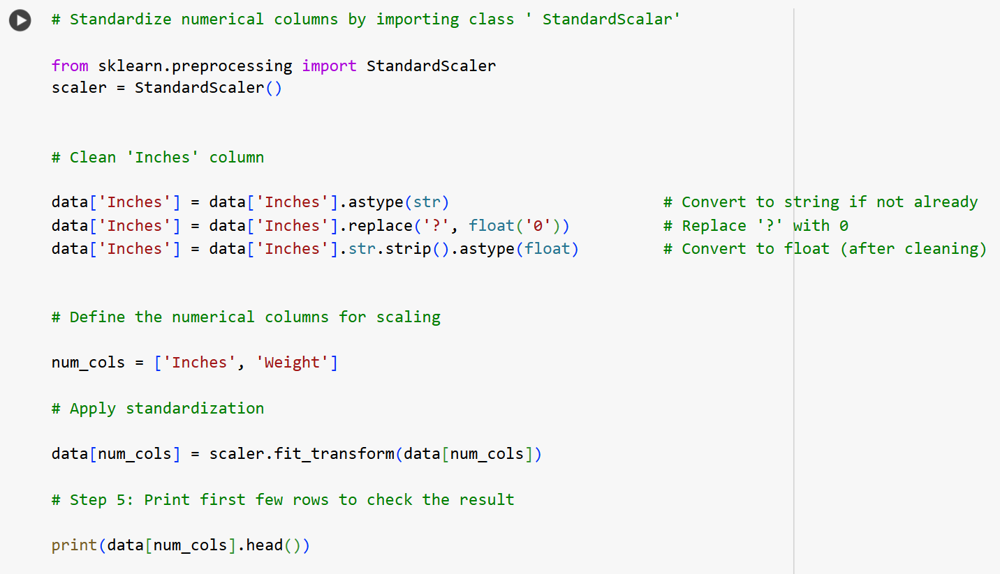 # Standardize numerical columns by importing class ' StandardScalar'
from sklearn.preprocessing import StandardScaler
scaler = StandardScaler()
# Clean 'Inches' column
data['Inches'] = data['Inches'].astype(str) # Convert to string if not already
data['Inches'] = data['Inches'].replace('?', float('0')) # Replace '?' with 0
data['Inches'] = data['Inches'].str.strip().astype(float) # Convert to float (after cleaning)
# Define the numerical columns for scaling
num_cols = ['Inches', 'Weight']
# Apply standardization
data[num_cols] = scaler.fit_transform(data[num_cols])
# Step 5: Print first few rows to check the result
print(data[num_cols].head())